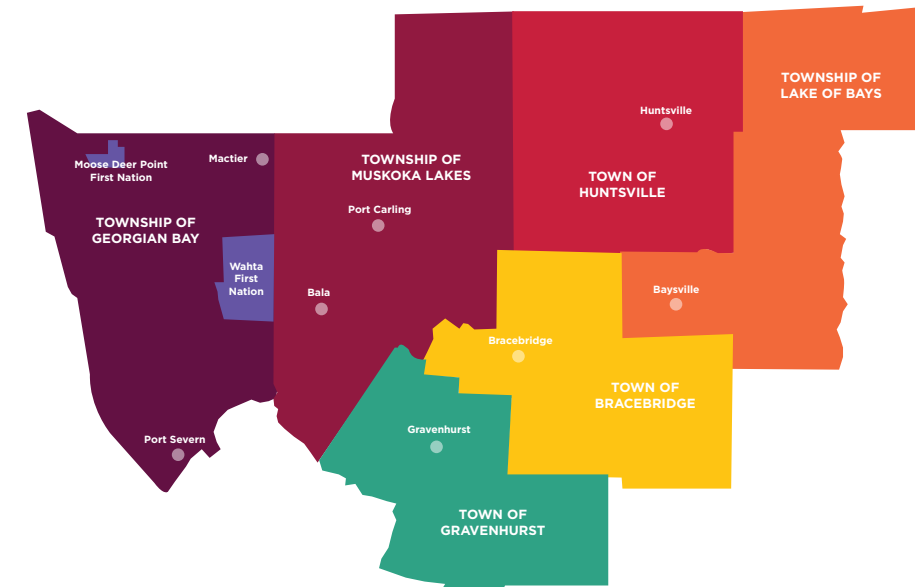 TOWNSHIP OF
LAKE OF BAYS
Huntsville
Moose Deer Point
First Nation
Mactier
TOWNSHIP OF
MUSKOKA LAKES
TOWN OF
HUNTSVILLE
Port Carling
TOWNSHIP OF
GEORGIAN BAY
Wahta
First
Nation
Bala
Baysville
Bracebridge
TOWN OF
BRACEBRIDGE
Gravenhurst
Port Severn
TOWN OF
GRAVENHURST